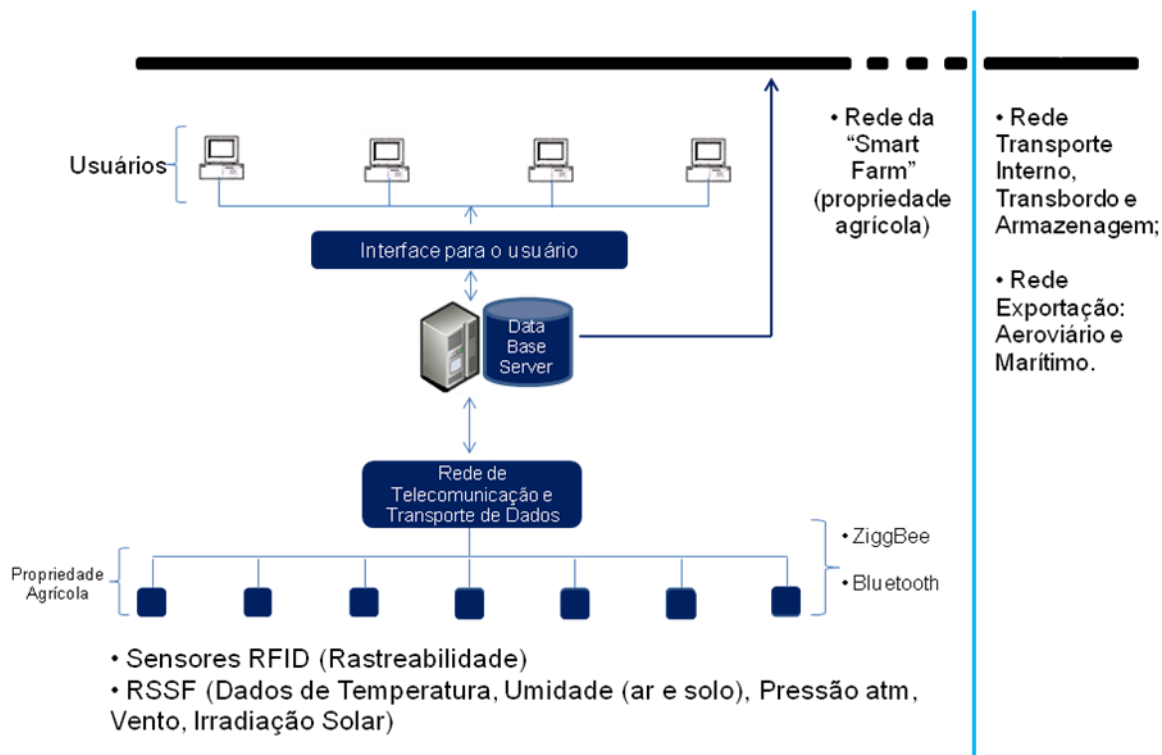 Usuários
Interface para o usuário
Data
Base
Server
Rede de
Telecomunicação e
Transporte de Dados
Propriedade
Agrícola
• ZiggBee
• Bluetooth
• Sensores RFID (Rastreabilidade)
• RSSF (Dados de Temperatura, Umidade (ar e solo), Pressão atm,
Vento, Irradiação Solar)
• Rede da
“Smart
Farm”
(propriedade
agrícola)
• Rede
Transporte
Interno,
Transbordo e
Armazenagem;
• Rede
Exportação:
Aeroviário e
Marítimo.